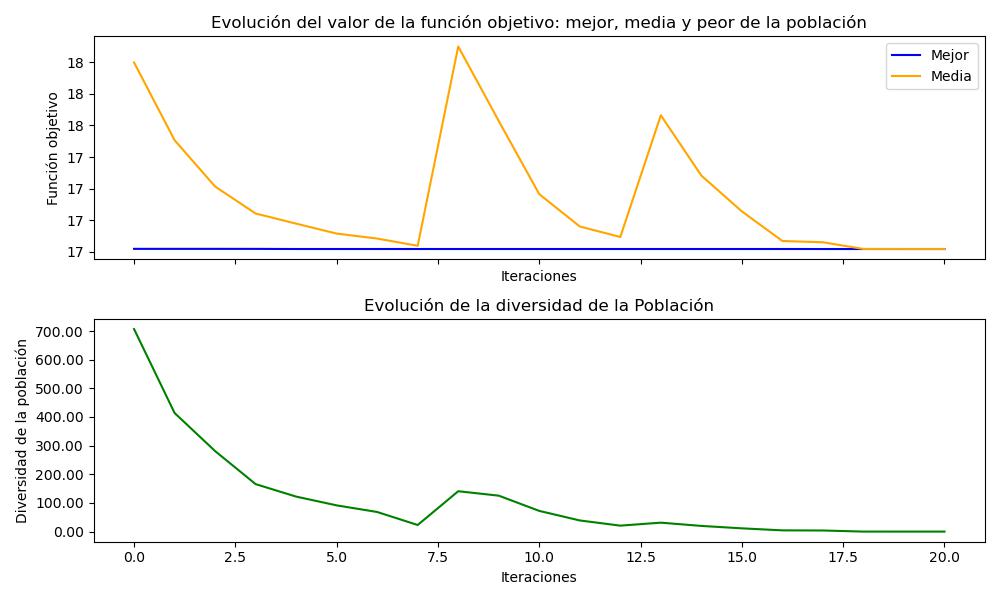 Evolución del valor de la función objetivo: mejor, media y peor de la población
Mejor
Media
Función objetivo
18
18
18
17
17
17
17
Iteraciones
Evolución de la diversidad de la Población
Diversidad de la población
700.00
600.00
500.00
400.00
300.00
200.00
100.00
0.00
0.0 2.5 5.0 7.5 10.0 12.5 15.0 17.5 20.0
Iteraciones